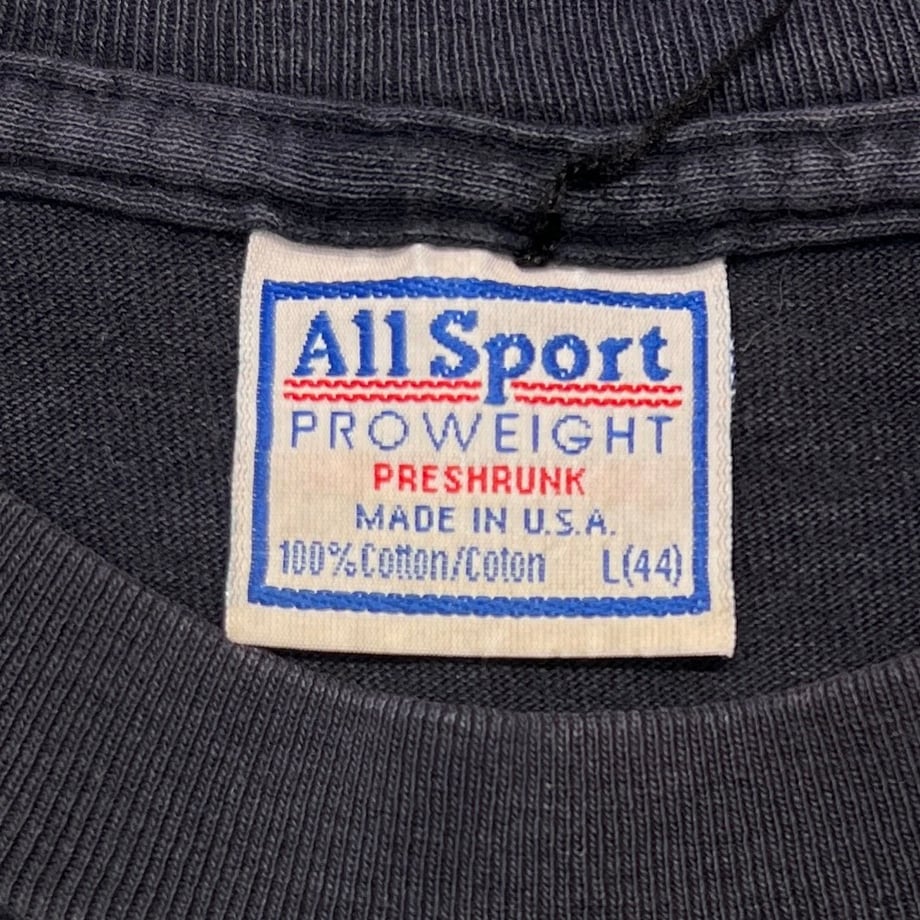 All Sport
PROWEIGHT
PRESHRUNK
MADE IN U.S.A.
100% Cotton/Coton L(44)